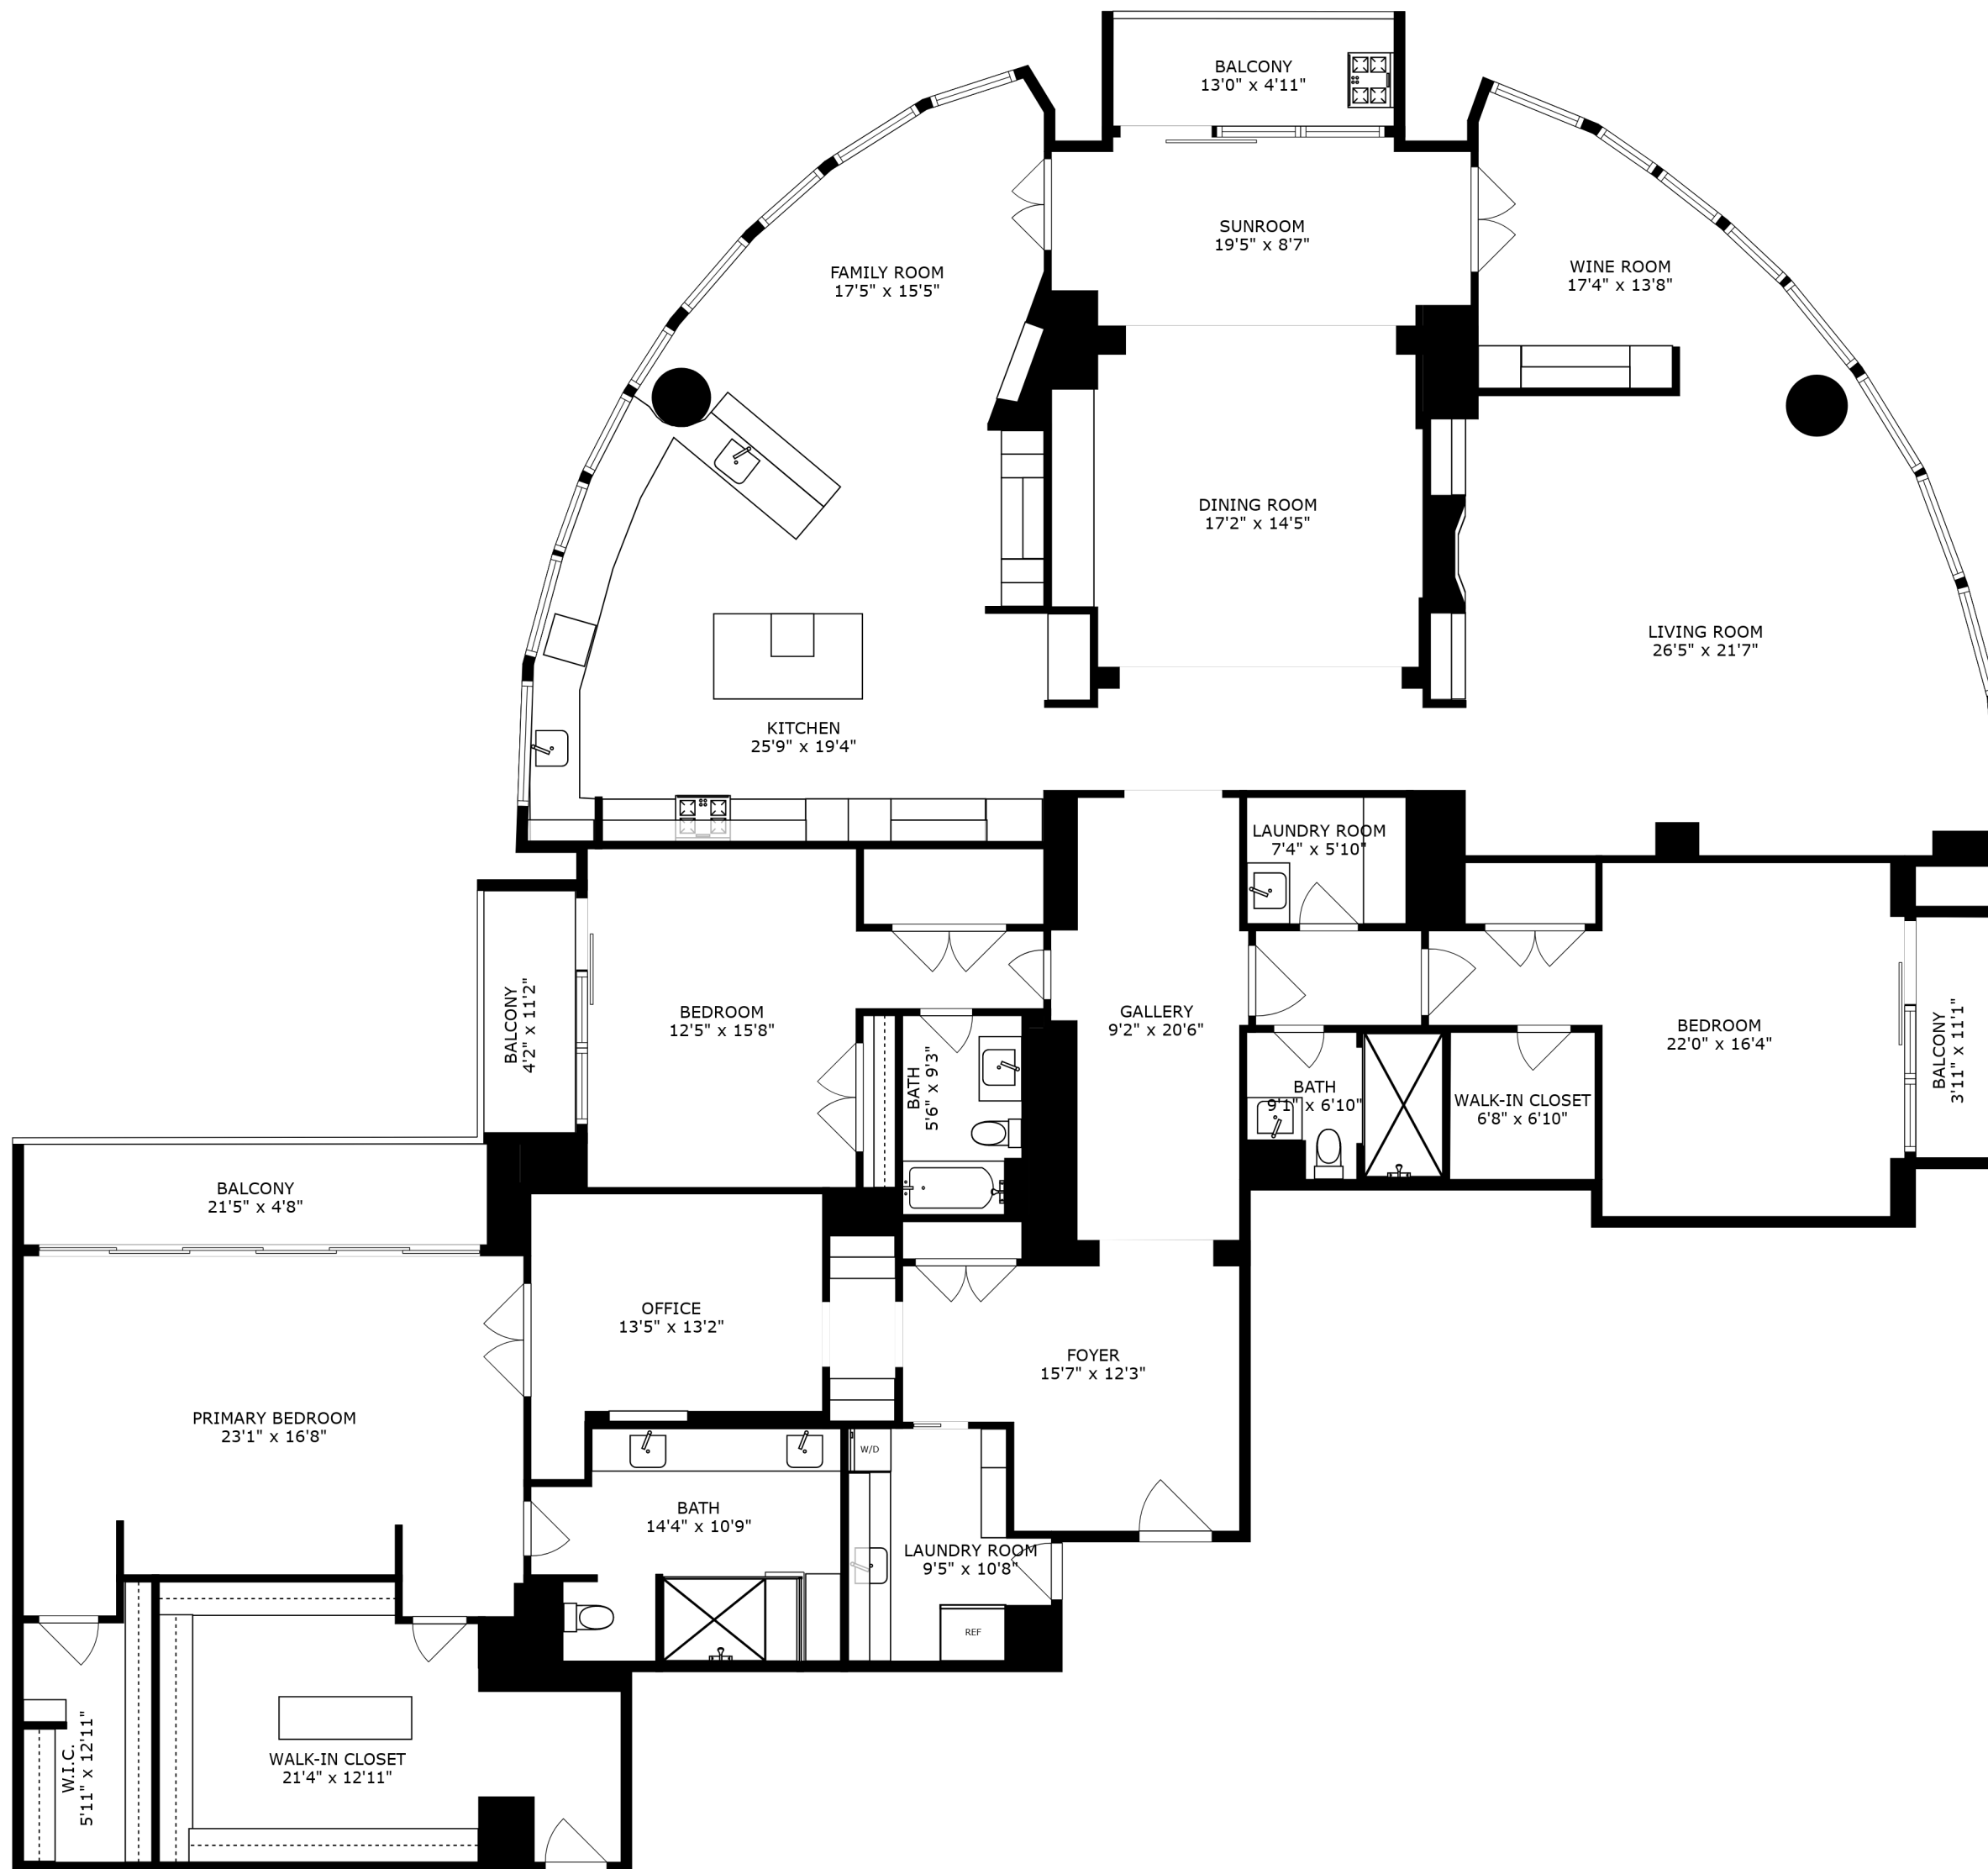 BALCONY
13'0" x 4'11"
SUNROOM
19'5" x 8'7"
FAMILY ROOM
17'5" x 15'5"
WINE ROOM
17'4" x 13'8"
DINING ROOM
17'2" x 14'5"
LIVING ROOM
26'5" x 21'7"
KITCHEN
25'9" x 19'4"
LAUNDRY ROOM
7'4" x 5'10"
BALCONY
4'2" x 11'2"
BEDROOM
12'5" x 15'8"
GALLERY
9'2" x 20'6"
BEDROOM
22'0" x 16'4"
BALCONY
3'11" x 11'1"
BATH
5'6" x 9'3"
BATH
9'1" x 6'10"
WALK-IN CLOSET
6'8" x 6'10"
BALCONY
21'5" x 4'8"
OFFICE
13'5" x 13'2"
FOYER
15'7" x 12'3"
PRIMARY BEDROOM
23'1" x 16'8"
W/D
BATH
14'4" x 10'9"
LAUNDRY ROOM
9'5" x 10'8"
REF
W.I.C.
5'11" x 12'11"
WALK-IN CLOSET
21'4" x 12'11"